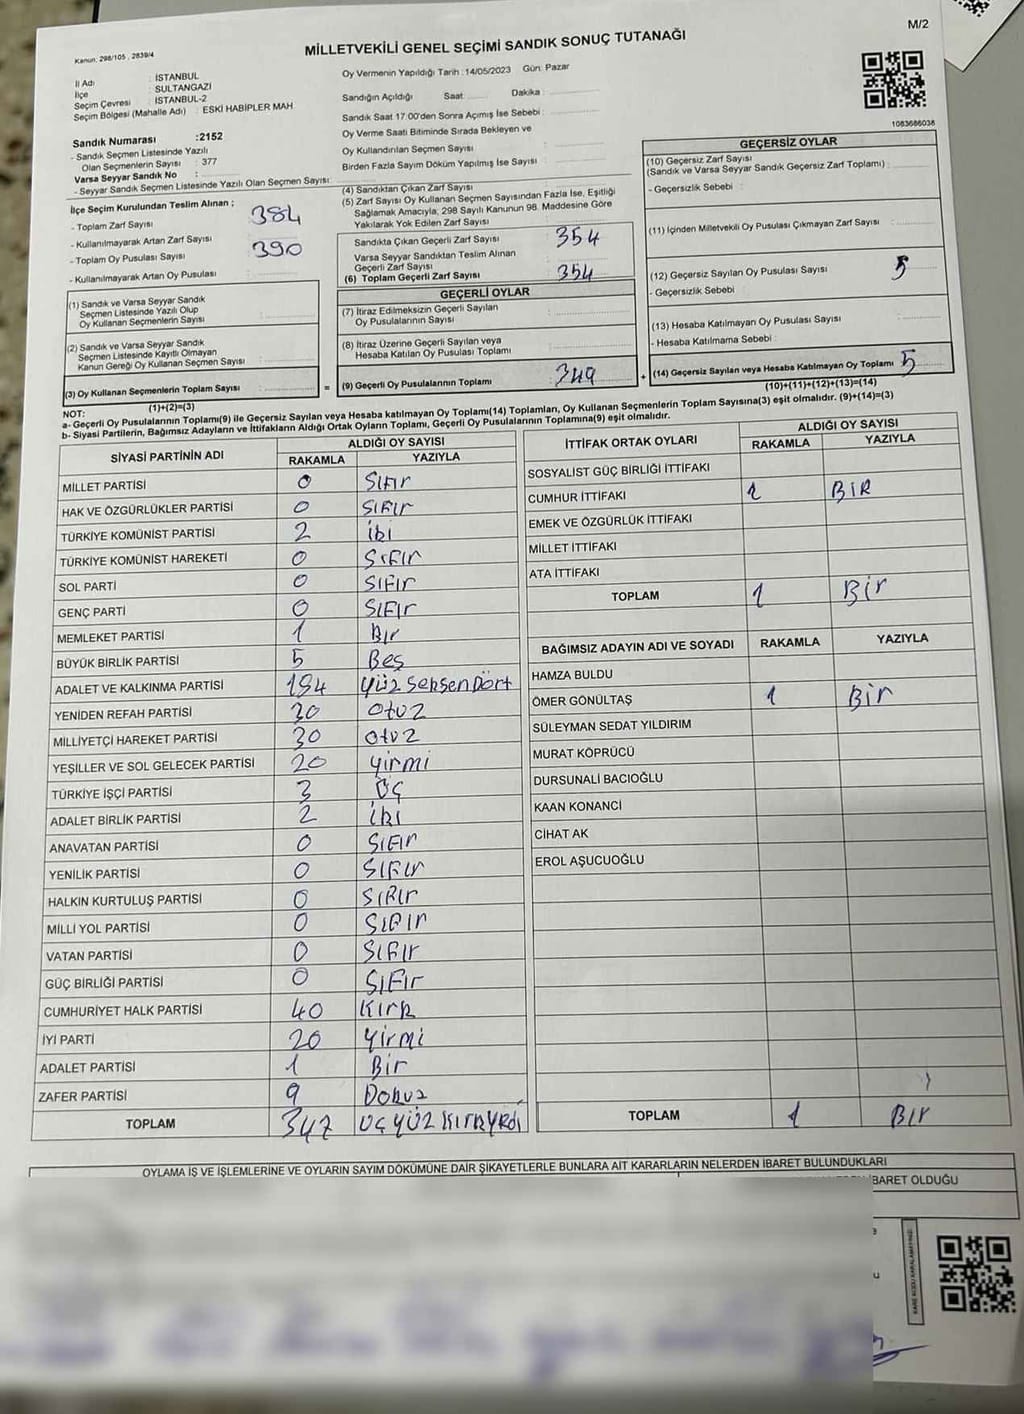 M/2
Kanun: 298/105 , 2839/4
MİLLETVEKİLİ GENEL SEÇİMİ SANDIK SONUÇ TUTANAĞI
İl Adı : İSTANBUL
İlçe : SULTANGAZİ
Seçim Çevresi : İSTANBUL-2
Seçim Bölgesi (Mahalle Adı) : ESKİ HABİPLER MAH
Sandık Numarası :2152
- Sandık Seçmen Listesinde Yazılı
Olan Seçmenlerin Sayısı : 377
Varsa Seyyar Sandık No :
- Seyyar Sandık Seçmen Listesinde Yazılı Olan Seçmen Sayısı:
İlçe Seçim Kurulundan Teslim Alınan ;
- Toplam Zarf Sayısı : 384
- Kullanılmayarak Artan Zarf Sayısı
- Toplam Oy Pusulası Sayısı : 390
- Kullanılmayarak Artan Oy Pusulası
(1) Sandık ve Varsa Seyyar Sandık
Seçmen Listesinde Yazılı Olup
Oy Kullanan Seçmenlerin Sayısı :
(2) Sandık ve Varsa Seyyar Sandık
Seçmen Listesinde Kayıtlı Olmayan
Kanun Gereği Oy Kullanan Seçmen Sayısı :
(3) Oy Kullanan Seçmenlerin Toplam Sayısı :
(1)+(2)=(3)
Oy Vermenin Yapıldığı Tarih :14/05/2023 Gün: Pazar
Sandığın Açıldığı Saat: Dakika :
Sandık Saat 17.00'den Sonra Açımış İse Sebebi :
Oy Verme Saati Bitiminde Sırada Bekleyen ve
Oy Kullandırılan Seçmen Sayısı :
Birden Fazla Sayım Döküm Yapılmış İse Sayısı :
(4) Sandıktan Çıkan Zarf Sayısı :
(5) Zarf Sayısı Oy Kullanan Seçmen Sayısından Fazla İse, Eşitliği
Sağlamak Amacıyla, 298 Sayılı Kanunun 98. Maddesine Göre
Yakılarak Yok Edilen Zarf Sayısı :
Sandıkta Çıkan Geçerli Zarf Sayısı : 354
Varsa Seyyar Sandıktan Teslim Alınan
Geçerli Zarf Sayısı :
(6) Toplam Geçerli Zarf Sayısı : 354
GEÇERLİ OYLAR
(7) İtiraz Edilmeksizin Geçerli Sayılan
Oy Pusulalarının Sayısı :
(8) İtiraz Üzerine Geçerli Sayılan veya
Hesaba Katılan Oy Pusulası Toplamı :
= (9) Geçerli Oy Pusulalarının Toplamı : 349
1083686038
GEÇERSİZ OYLAR
(10) Geçersiz Zarf Sayısı
(Sandık ve Varsa Seyyar Sandık Geçersiz Zarf Toplamı) :
- Geçersizlik Sebebi :
(11) İçinden Milletvekili Oy Pusulası Çıkmayan Zarf Sayısı :
(12) Geçersiz Sayılan Oy Pusulası Sayısı : 5
- Geçersizlik Sebebi :
(13) Hesaba Katılmayan Oy Pusulası Sayısı :
- Hesaba Katılmama Sebebi :
+ (14) Geçersiz Sayılan veya Hesaba Katılmayan Oy Toplamı 5
(10)+(11)+(12)+(13)=(14)
NOT:
a- Geçerli Oy Pusulasının Toplamı(9) ile Geçersiz Sayılan veya Hesaba katılmayan Oy Toplamı(14) Toplamları, Oy Kullanan Seçmenlerin Toplam Sayısına(3) eşit olmalıdır. (9)+(14)=(3)
b- Siyasi Partilerin, Bağımsız Adayların ve İttifakların Aldığı Ortak Oyların Toplamı, Geçerli Oy Pusulalarının Toplamına(9) eşit olmalıdır.
SİYASİ PARTİNİN ADI ALDIĞI OY SAYISI
RAKAMLA YAZIYLA
MİLLET PARTİSİ 0 Sıfır
HAK VE ÖZGÜRLÜKLER PARTİSİ 0 SIFIr
TÜRKİYE KOMÜNİST PARTİSİ 2 iki
TÜRKİYE KOMÜNİST HAREKETİ 0 SıFIr
SOL PARTİ 0 SIFIr
GENÇ PARTİ 0 SIFIr
MEMLEKET PARTİSİ 1 Bır
BÜYÜK BİRLİK PARTİSİ 5 Beş
ADALET VE KALKINMA PARTİSİ 184 yüz seksen Dört
YENİDEN REFAH PARTİSİ 30 otuz
MİLLİYETÇİ HAREKET PARTİSİ 30 otuz
YEŞİLLER VE SOL GELECEK PARTİSİ 20 yirmi
TÜRKİYE İŞÇİ PARTİSİ 3 üç
ADALET BİRLİK PARTİSİ 2 iki
ANAVATAN PARTİSİ 0 SIFIr
YENİLİK PARTİSİ 0 SIFIr
HALKIN KURTULUŞ PARTİSİ 0 SIFIr
MİLLİ YOL PARTİSİ 0 SIFIr
VATAN PARTİSİ 0 SIFIr
GÜÇ BİRLİĞİ PARTİSİ 0 SIFIr
CUMHURİYET HALK PARTİSİ 40 Kırk
İYİ PARTİ 20 yirmi
ADALET PARTİSİ 1 Bir
ZAFER PARTİSİ 9 Dokuz
TOPLAM 347 ÜÇ YÜZ KIRKYEDİ
İTTİFAK ORTAK OYLARI ALDIĞI OY SAYISI
RAKAMLA YAZIYLA
SOSYALIST GÜÇ BİRLİĞİ İTTİFAKI
CUMHUR İTTİFAKI 1 BİR
EMEK VE ÖZGÜRLÜK İTTİFAKI
MİLLET İTTİFAKI
ATA İTTİFAKI
TOPLAM 1 Bir
BAĞIMSIZ ADAYIN ADI VE SOYADI RAKAMLA YAZIYLA
HAMZA BULDU
ÖMER GÖNÜLTAŞ 1 Bir
SÜLEYMAN SEDAT YILDIRIM
MURAT KÖPRÜCÜ
DURSUNALİ BACIOĞLU
KAAN KONANCİ
CİHAT AK
EROL AŞUCUOĞLU
TOPLAM 1 BIr
OYLAMA İŞ VE İŞLEMLERİNE VE OYLARIN SAYIM DÖKÜMÜNE DAİR ŞİKAYETLERLE BUNLARA AİT KARARLARIN NELERDEN İBARET BULUNDUKLARI
İBARET OLDUĞU